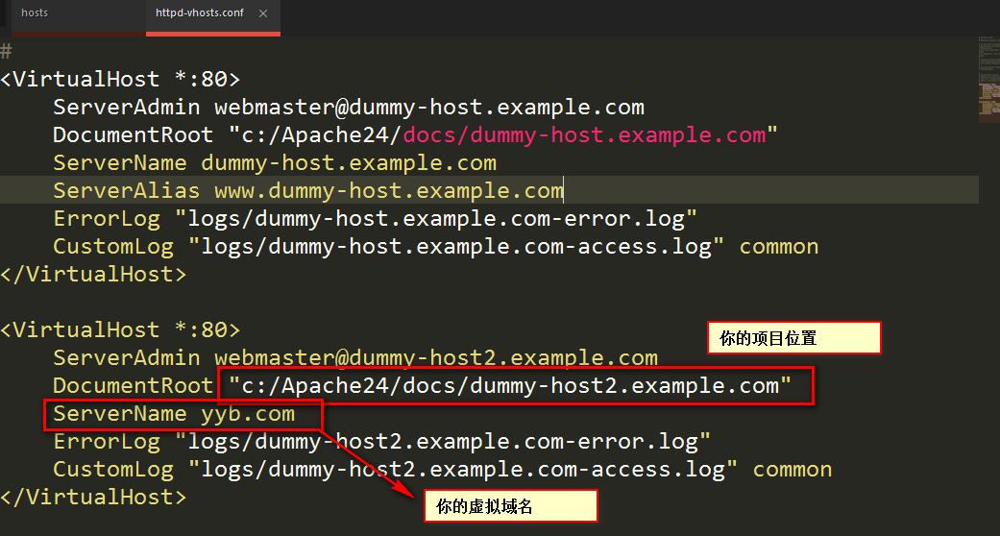 hosts
httpd-vhosts.conf ×
#
<VirtualHost *:80>
ServerAdmin webmaster@dummy-host.example.com
DocumentRoot "c:/Apache24/docs/dummy-host.example.com"
ServerName dummy-host.example.com
ServerAlias www.dummy-host.example.com
ErrorLog "logs/dummy-host.example.com-error.log"
CustomLog "logs/dummy-host.example.com-access.log" common
</VirtualHost>
<VirtualHost *:80>
你的项目位置
ServerAdmin webmaster@dummy-host2.example.com
DocumentRoot "c:/Apache24/docs/dummy-host2.example.com"
ServerName yyb.com
ErrorLog "logs/dummy-host2.example.com-error.log"
CustomLog "logs/dummy-host2.example.com-access.log" common
</VirtualHost>
你的虚拟域名